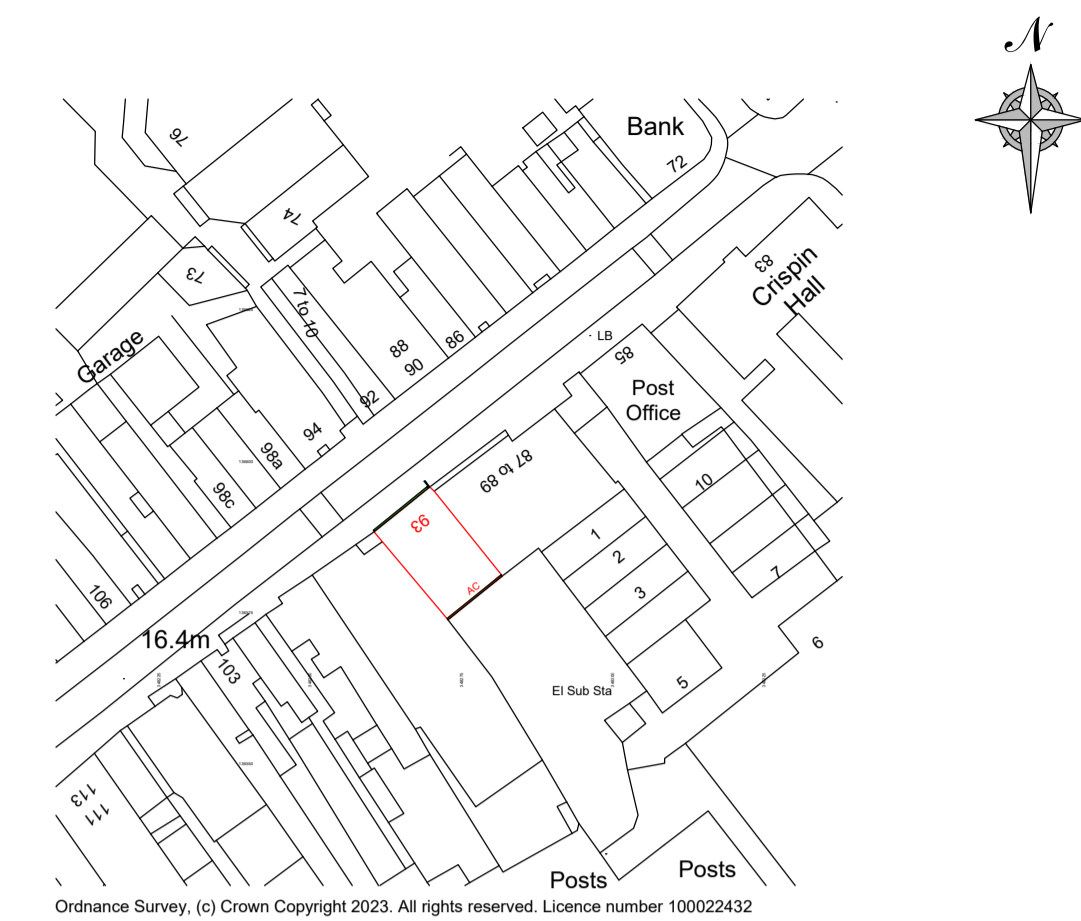 N
Bank
72
76
74
83
Crispin
Hall
73
7 to 10
LB
85
Garage
88
86
90
Post
Office
92
94
98a
87 to 89
10
98c
93
1
2
7
AC
3
106
16.4m
6
103
5
El Sub Sta
113
111
Posts
Posts
Ordnance Survey, (c) Crown Copyright 2023. All rights reserved. Licence number 100022432